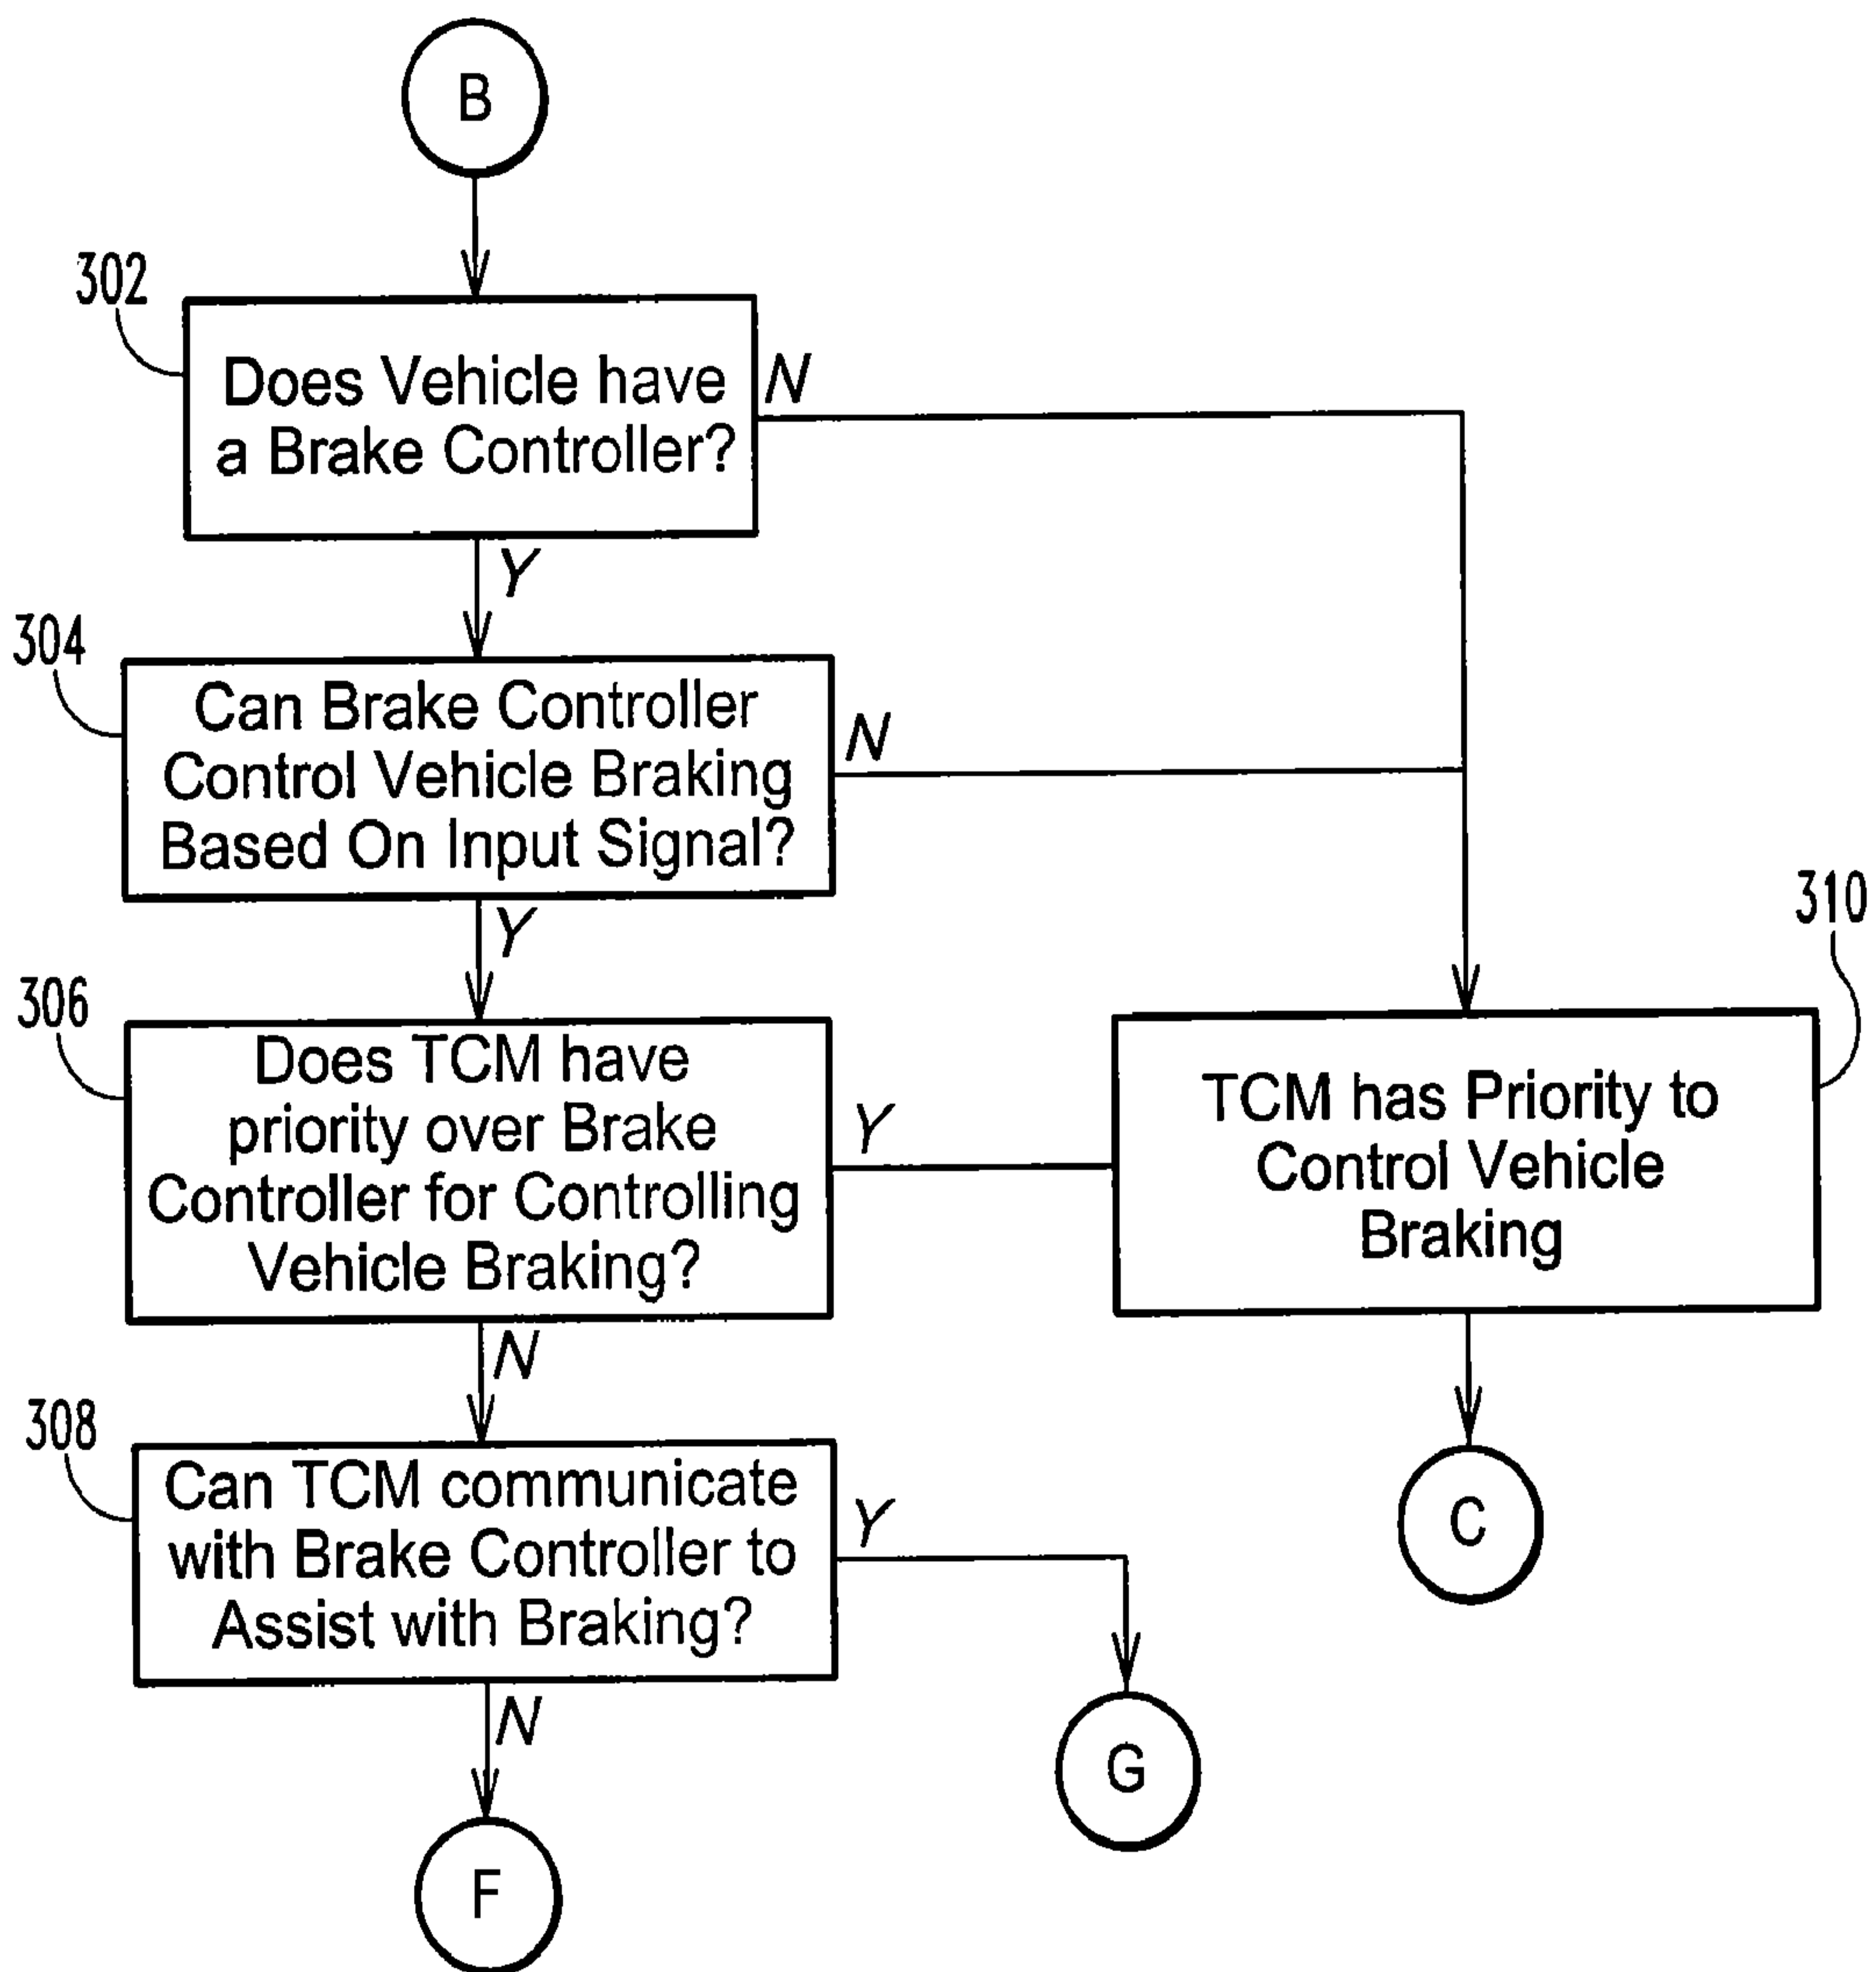 B
302
Does Vehicle have
a Brake Controller?
N
Y
304
Can Brake Controller
Control Vehicle Braking
Based On Input Signal?
N
Y
306
Does TCM have
priority over Brake
Controller for Controlling
Vehicle Braking?
Y
N
310
TCM has Priority to
Control Vehicle
Braking
C
308
Can TCM communicate
with Brake Controller to
Assist with Braking?
Y
N
G
F